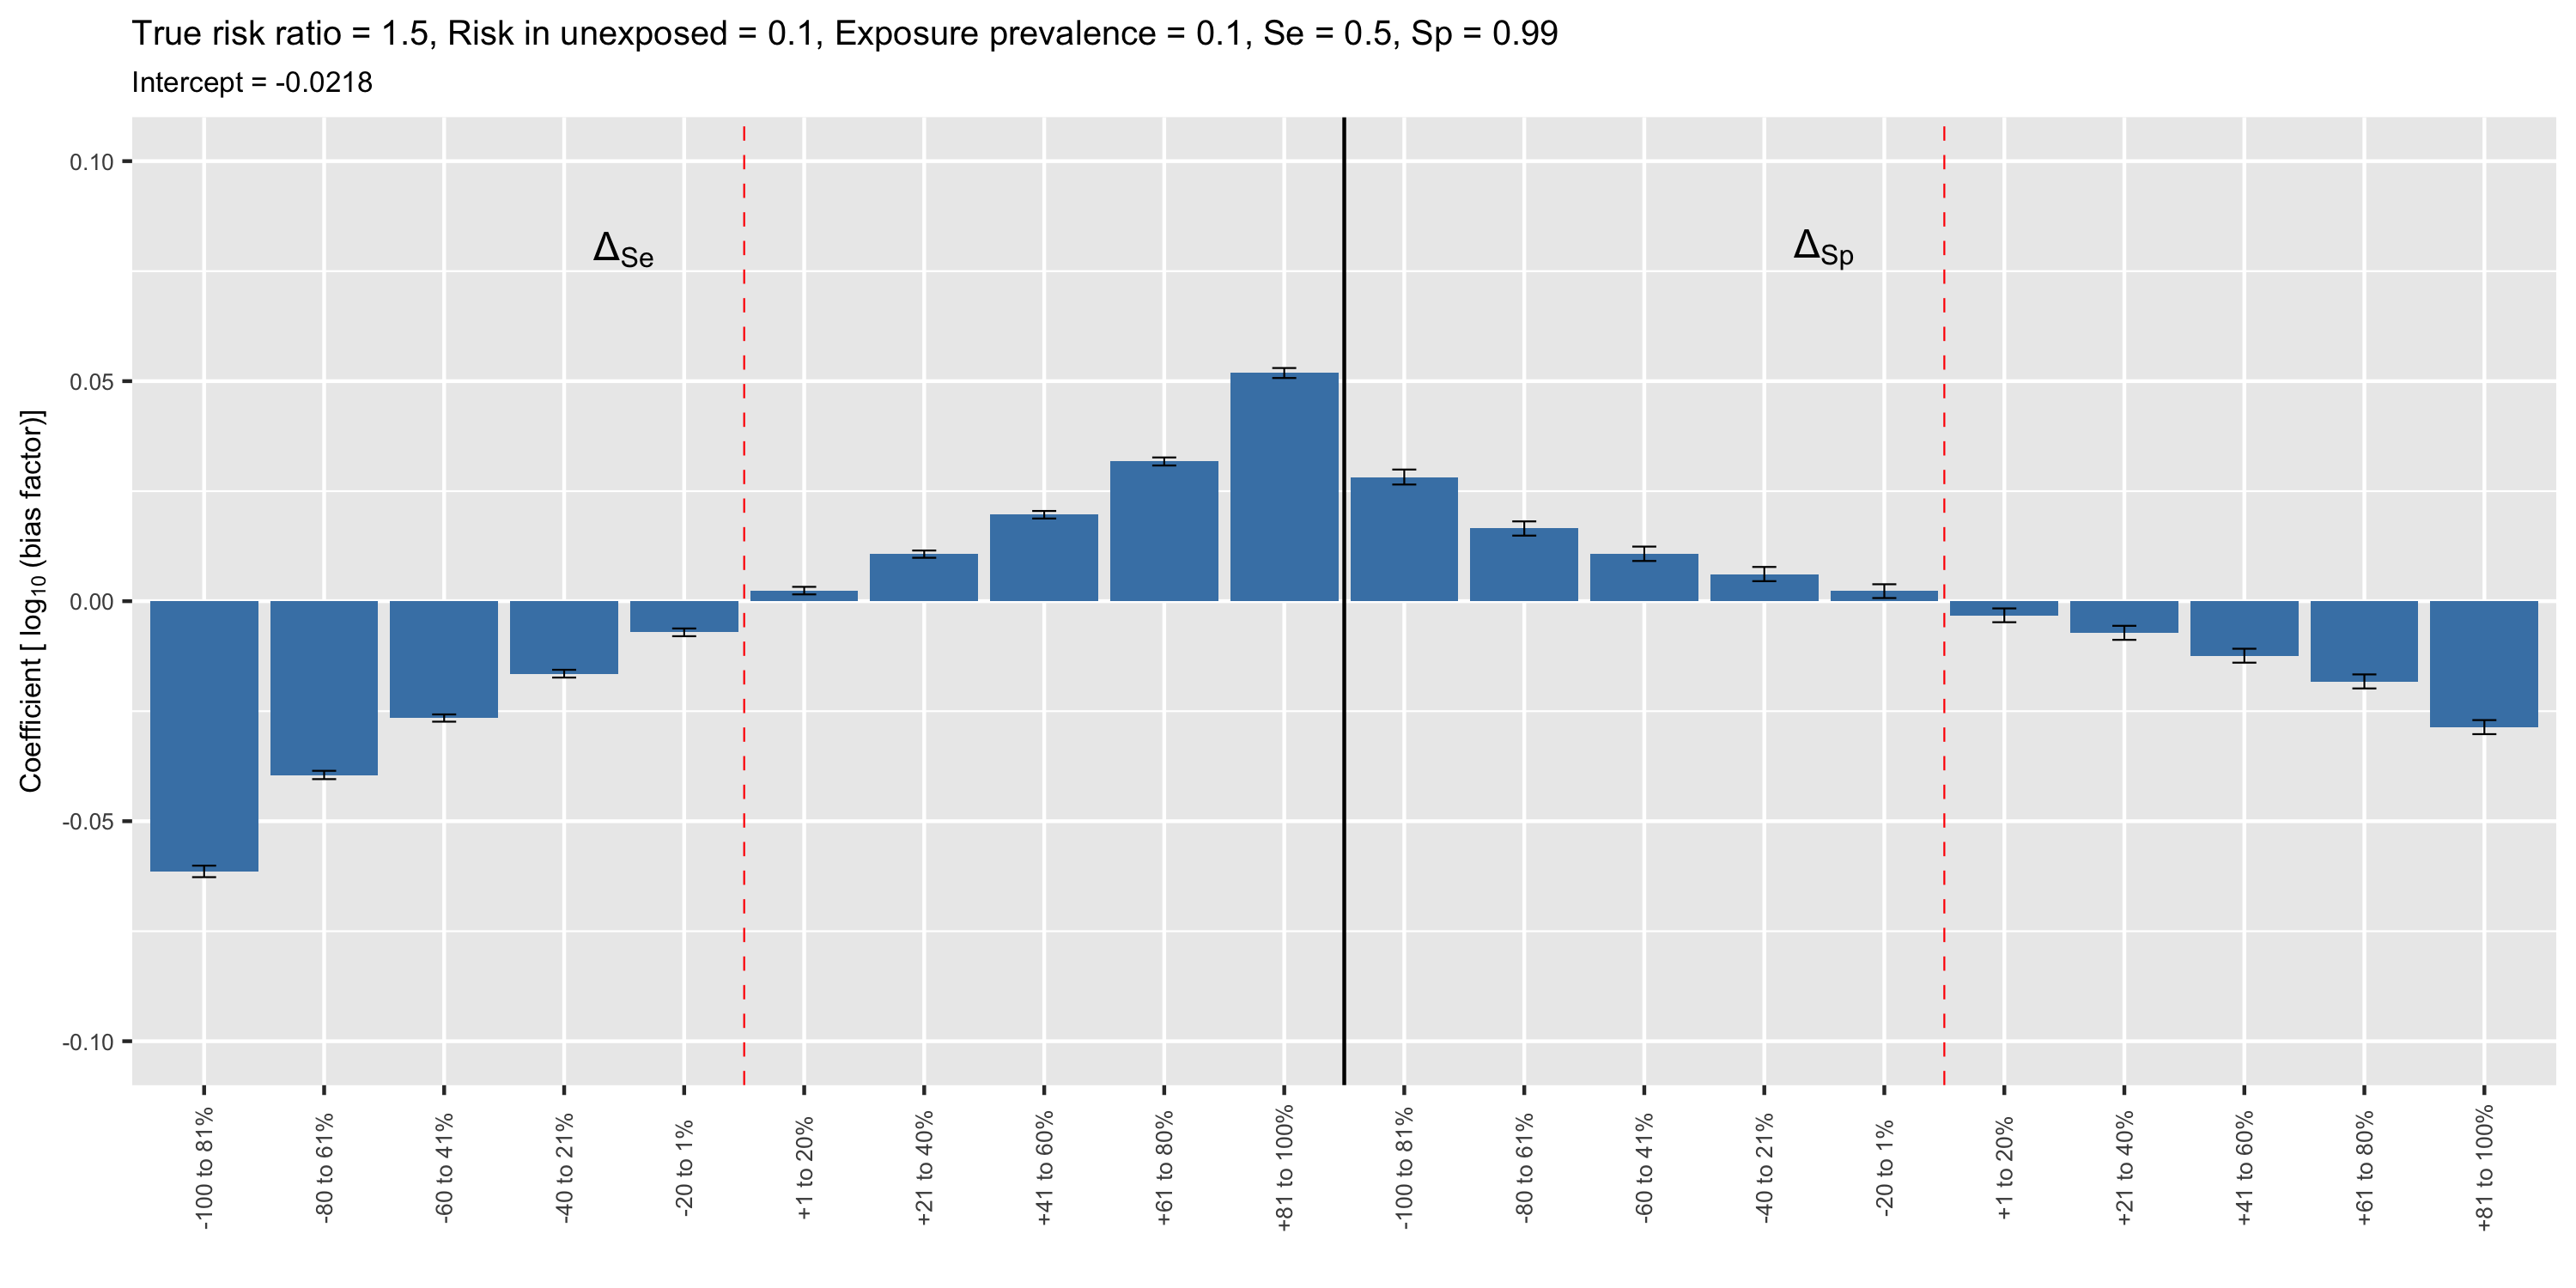 True risk ratio = 1.5, Risk in unexposed = 0.1, Exposure prevalence = 0.1, Se = 0.5, Sp = 0.99
Intercept = -0.0218
Coefficient [ log10 (bias factor)]
0.10
0.05
0.00
-0.05
-0.10
ΔSe
ΔSp
-100 to 81%
-80 to 61%
-60 to 41%
-40 to 21%
-20 to 1%
+1 to 20%
+21 to 40%
+41 to 60%
+61 to 80%
+81 to 100%
-100 to 81%
-80 to 61%
-60 to 41%
-40 to 21%
-20 to 1%
+1 to 20%
+21 to 40%
+41 to 60%
+61 to 80%
+81 to 100%